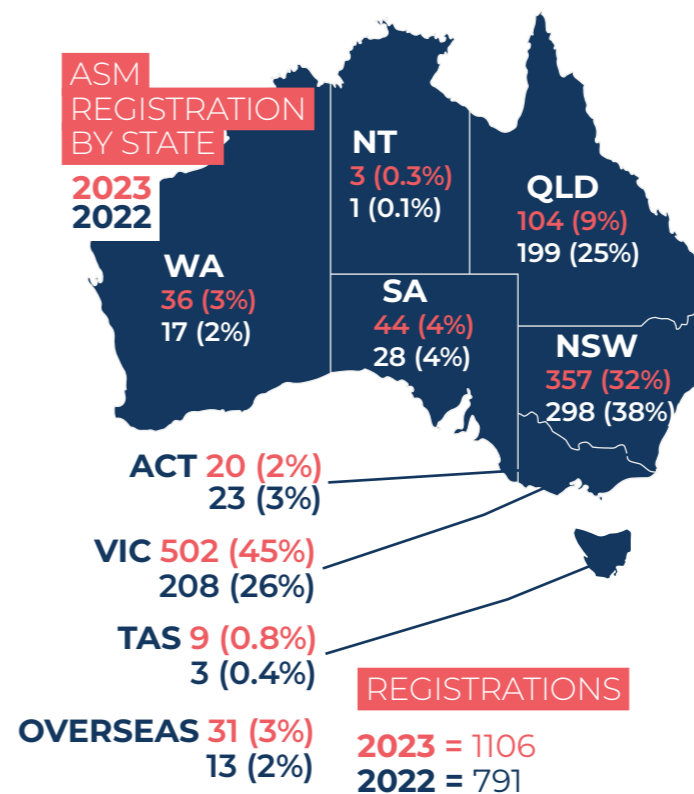 ASM
REGISTRATION
BY STATE
2023
2022
NT
3 (0.3%)
1 (0.1%)
QLD
104 (9%)
199 (25%)
WA
36 (3%)
17 (2%)
SA
44 (4%)
28 (4%)
NSW
357 (32%)
298 (38%)
ACT 20 (2%)
23 (3%)
VIC 502 (45%)
208 (26%)
TAS 9 (0.8%)
3 (0.4%)
OVERSEAS 31 (3%)
13 (2%)
REGISTRATIONS
2023 = 1106
2022 = 791